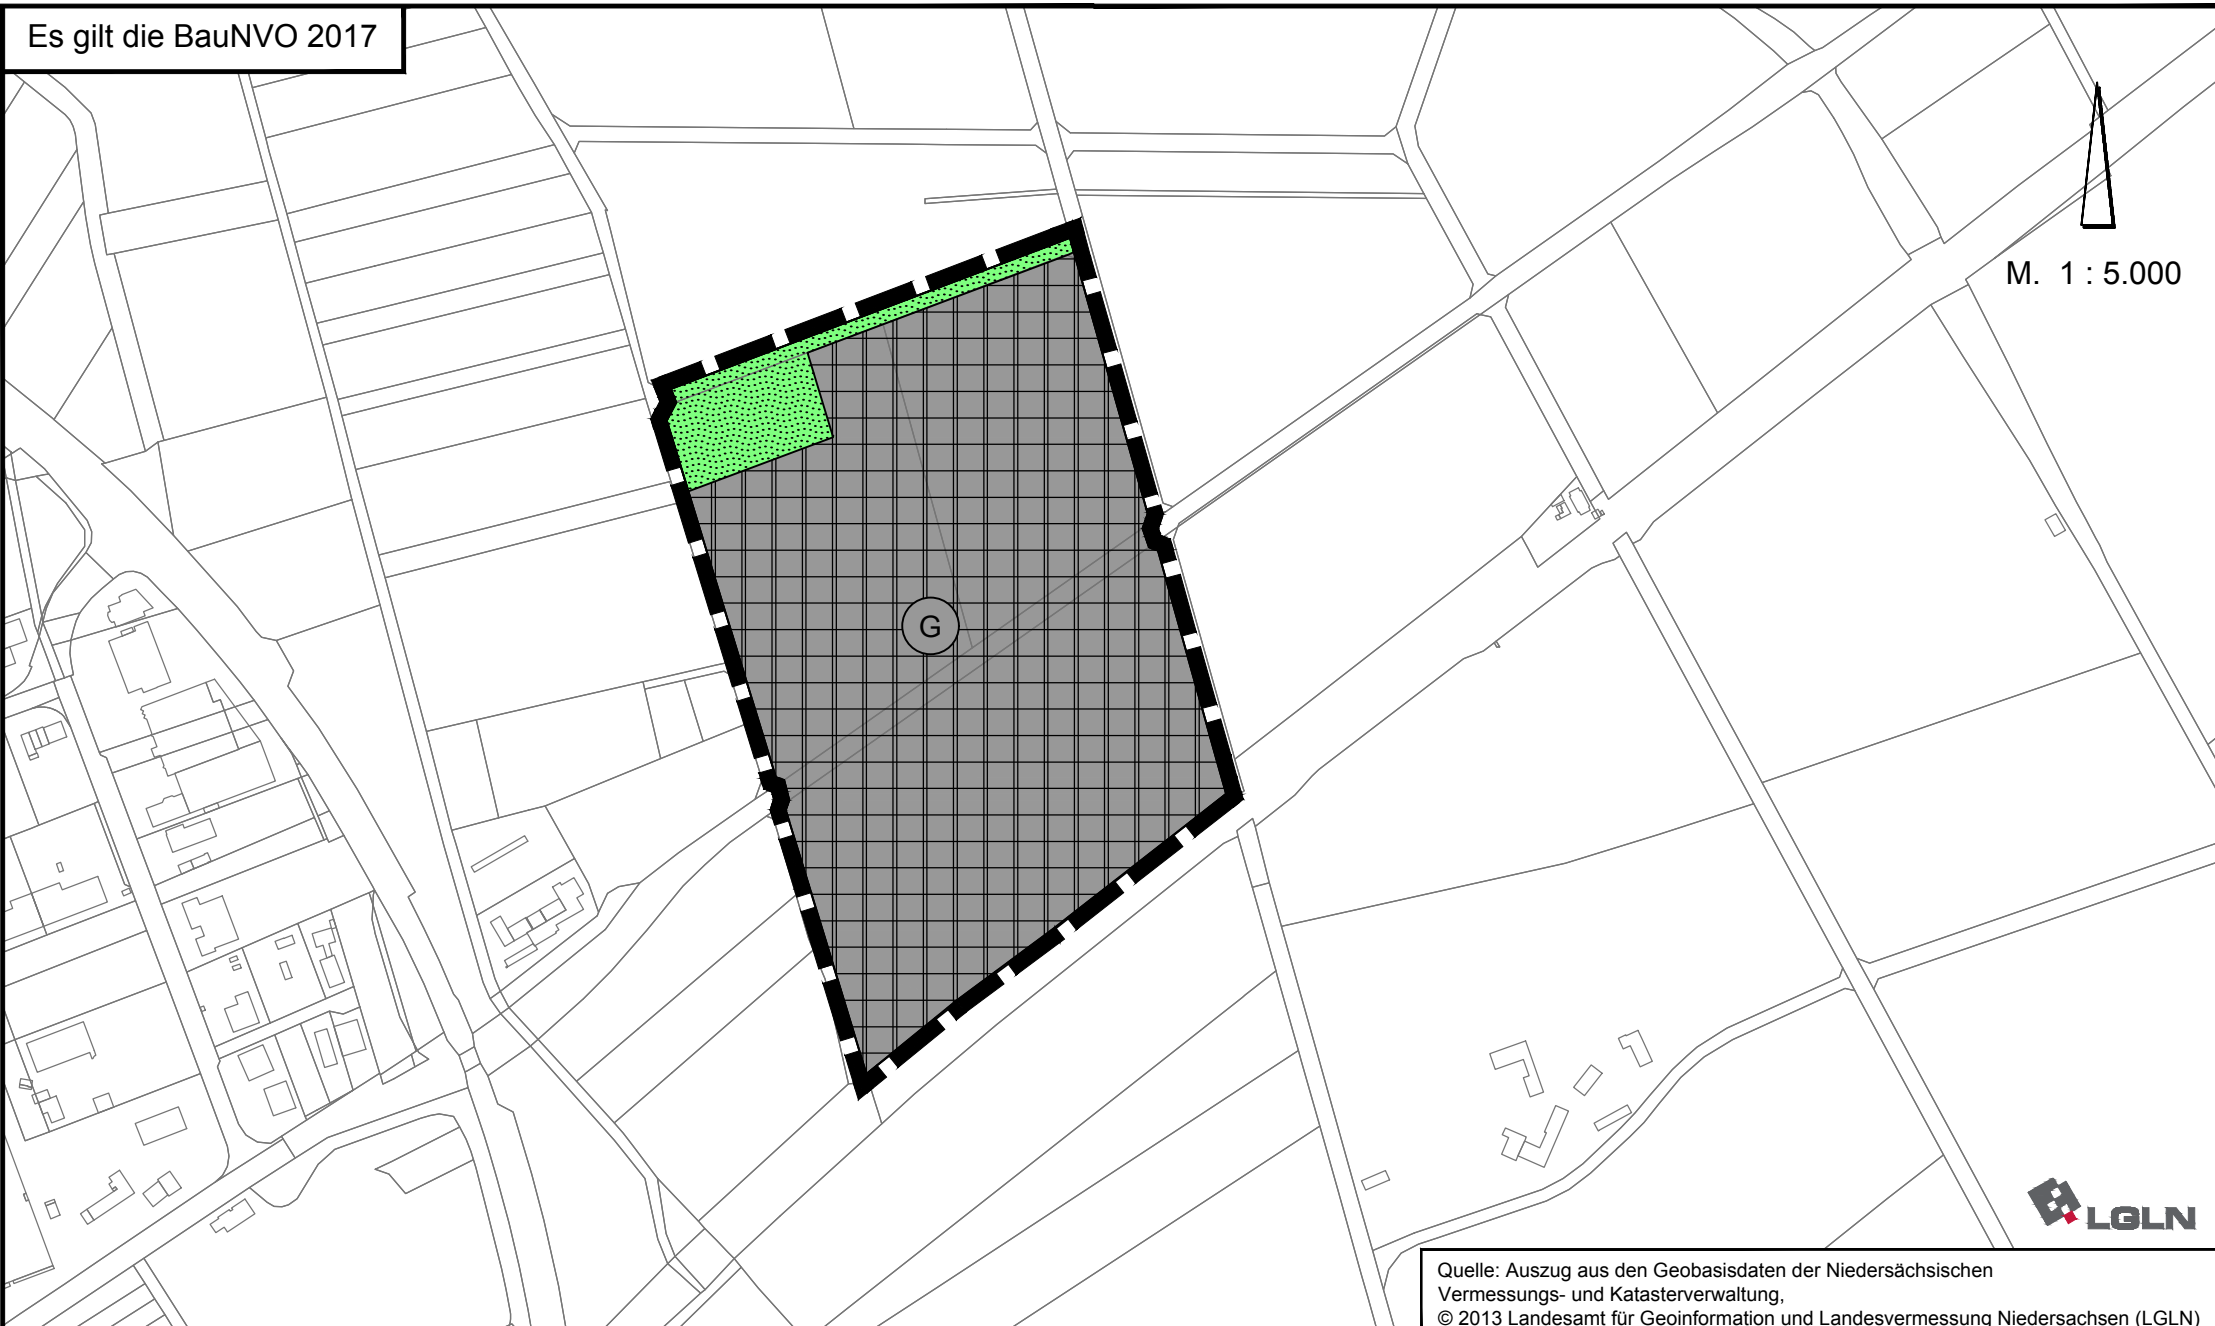 Es gilt die BauNVO 2017
M. 1 : 5.000
G
LGLN
Quelle: Auszug aus den Geobasisdaten der Niedersächsischen
Vermessungs- und Katasterverwaltung,
© 2013 Landesamt für Geoinformation und Landesvermessung Niedersachsen (LGLN)